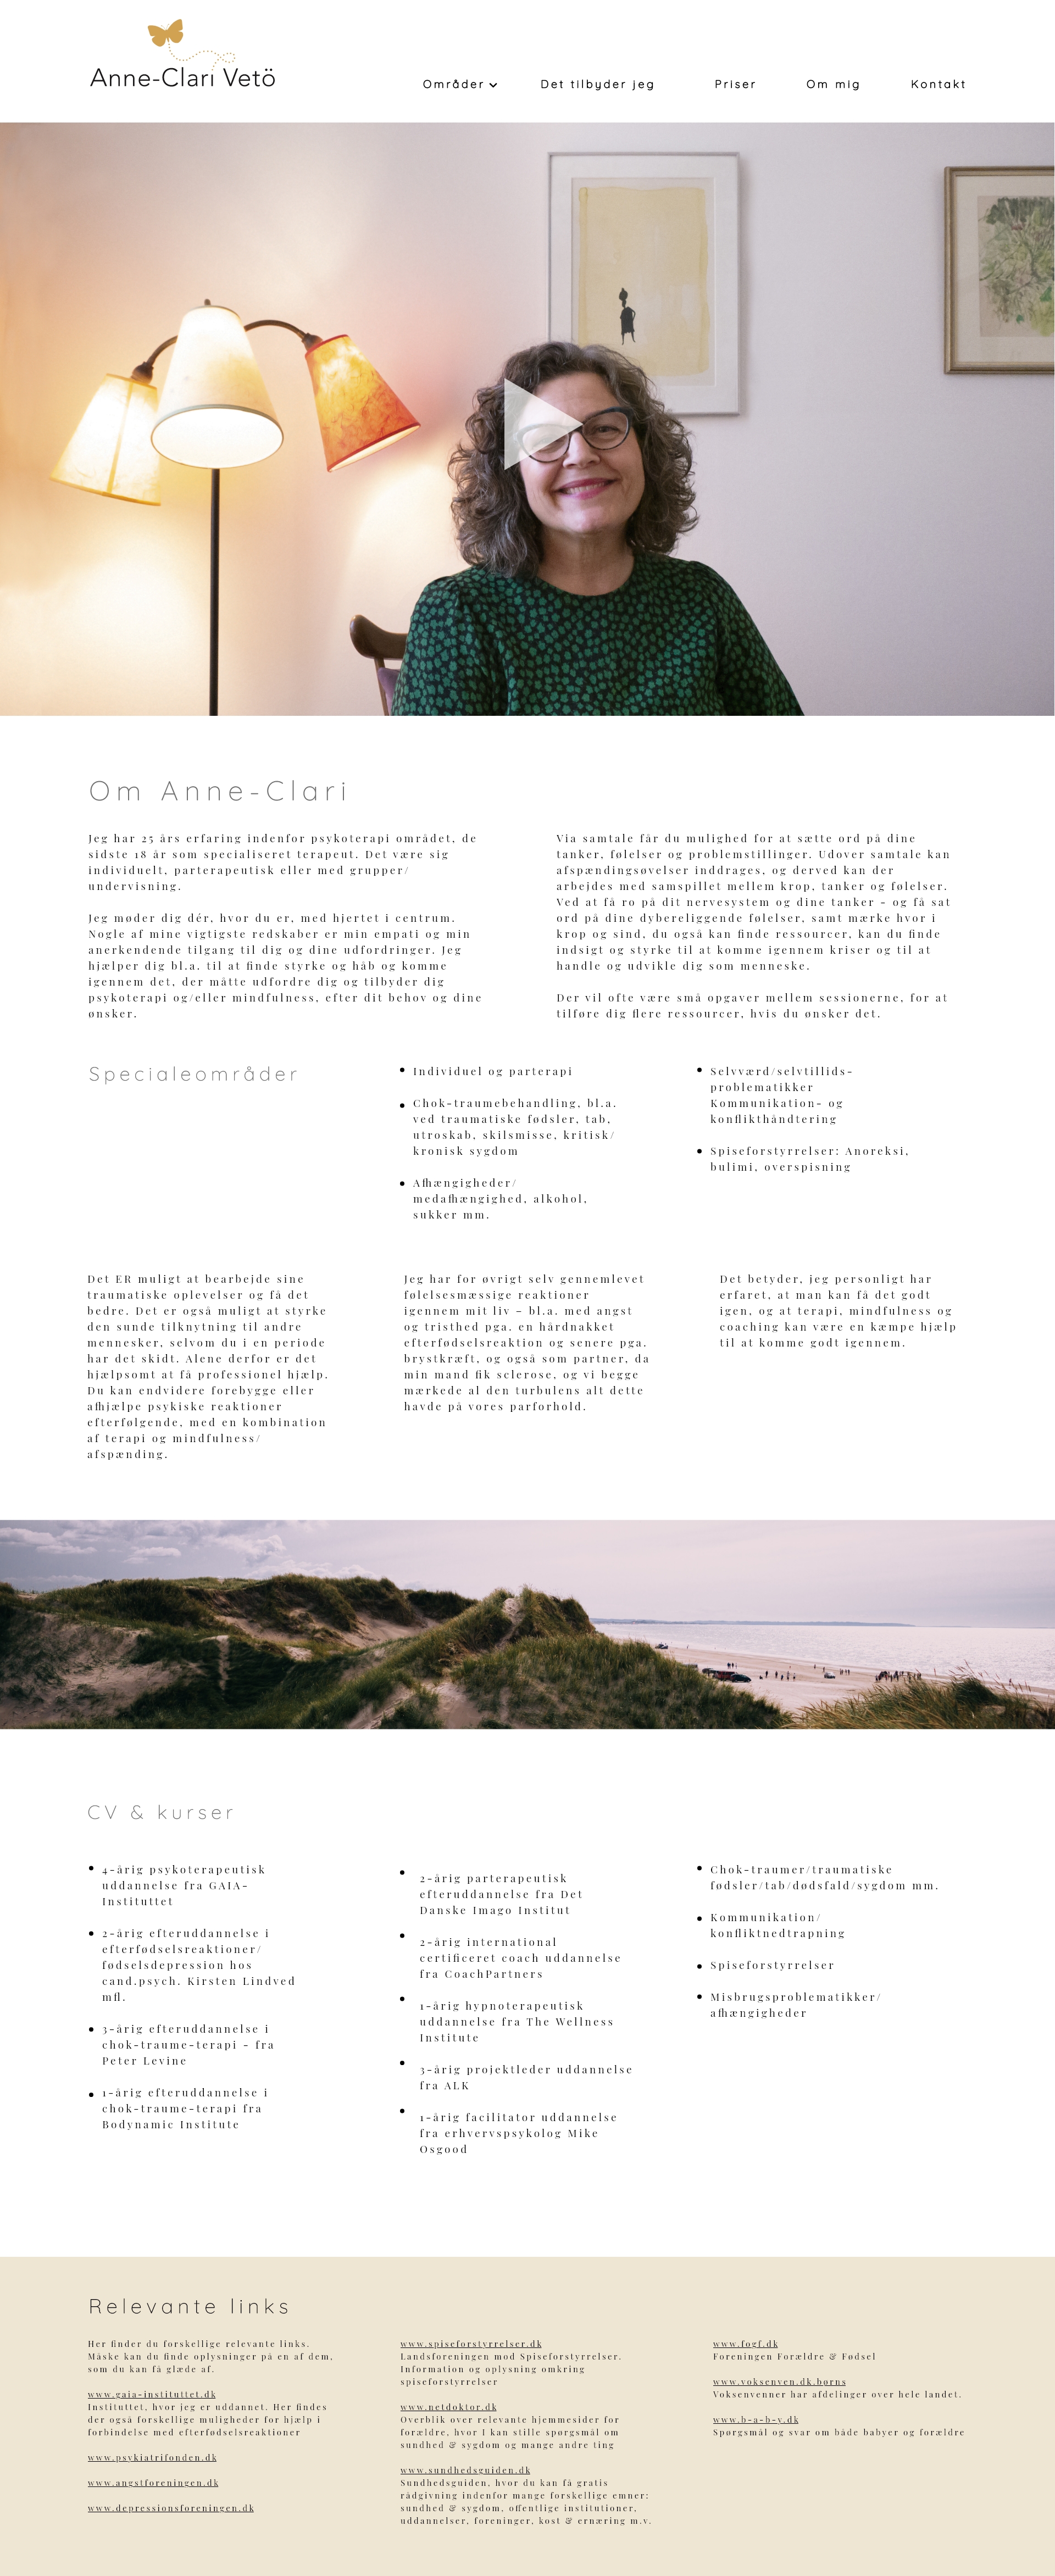 Anne-Clari Vetö
Områder
Det tilbyder jeg
Priser
Om mig
Kontakt
Om Anne-Clari
Jeg har 25 års erfaring indenfor psykoterapi området, de
sidste 18 år som specialiseret terapeut. Det være sig
individuelt, parterapeutisk eller med grupper/
undervisning.
Jeg møder dig dér, hvor du er, med hjertet i centrum.
Nogle af mine vigtigste redskaber er min empati og min
anerkendende tilgang til dig og dine udfordringer. Jeg
hjælper dig bl.a. til at finde styrke og håb og komme
igennem det, der måtte udfordre dig og tilbyder dig
psykoterapi og/eller mindfulness, efter dit behov og dine
ønsker.
Via samtale får du mulighed for at sætte ord på dine
tanker, følelser og problemstillinger. Udover samtale kan
afspændingsøvelser inddrages, og derved kan der
arbejdes med samspillet mellem krop, tanker og følelser.
Ved at få ro på dit nervesystem og dine tanker - og få sat
ord på dine dybereliggende følelser, samt mærke hvor i
krop og sind, du også kan finde ressourcer, kan du finde
indsigt og styrke til at komme igennem kriser og til at
handle og udvikle dig som menneske.
Der vil ofte være små opgaver mellem sessionerne, for at
tilføre dig flere ressourcer, hvis du ønsker det.
Specialeområder
• Individuel og parterapi
• Chok-traumebehandling, bl.a.
ved traumatiske fødsler, tab,
utroskab, skilsmisse, kritisk/
kronisk sygdom
• Afhængigheder/
medafhængighed, alkohol,
sukker mm.
• Selvværd/selvtillids-
problematikker
Kommunikation- og
konflikthåndtering
• Spiseforstyrrelser: Anoreksi,
bulimi, overspisning
Det ER muligt at bearbejde sine
traumatiske oplevelser og få det
bedre. Det er også muligt at styrke
den sunde tilknytning til andre
mennesker, selvom du i en periode
har det skidt. Alene derfor er det
hjælpsomt at få professionel hjælp.
Du kan endvidere forebygge eller
afhjælpe psykiske reaktioner
efterfølgende, med en kombination
af terapi og mindfulness/
afspænding.
Jeg har for øvrigt selv gennemlevet
følelsesmæssige reaktioner
igennem mit liv – bl.a. med angst
og tristhed pga. en hårdnakket
efterfødselsreaktion og senere pga.
brystkræft, og også som partner, da
min mand fik sclerose, og vi begge
mærkede al den turbulens alt dette
havde på vores parforhold.
Det betyder, jeg personligt har
erfaret, at man kan få det godt
igen, og at terapi, mindfulness og
coaching kan være en kæmpe hjælp
til at komme godt igennem.
CV & kurser
• 4-årig psykoterapeutisk
uddannelse fra GAIA-
Instituttet
• 2-årig efteruddannelse i
efterfødselsreaktioner/
fødselsdepression hos
cand.psych. Kirsten Lindved
mfl.
• 3-årig efteruddannelse i
chok-traume-terapi - fra
Peter Levine
• 1-årig efteruddannelse i
chok-traume-terapi fra
Bodynamic Institute
• 2-årig parterapeutisk
efteruddannelse fra Det
Danske Imago Institut
• 2-årig international
certificeret coach uddannelse
fra CoachPartners
• 1-årig hypnoterapeutisk
uddannelse fra The Wellness
Institute
• 3-årig projektleder uddannelse
fra ALK
• 1-årig facilitator uddannelse
fra erhvervspsykolog Mike
Osgood
• Chok-traumer/traumatiske
fødsler/tab/dødsfald/sygdom mm.
• Kommunikation/
konfliktnedtrapning
• Spiseforstyrrelser
• Misbrugsproblematikker/
afhængigheder
Relevante links
Her finder du forskellige relevante links.
Måske kan du finde oplysninger på en af dem,
som du kan få glæde af.
www.gaia-instituttet.dk
Instituttet, hvor jeg er uddannet. Her findes
der også forskellige muligheder for hjælp i
forbindelse med efterfødselsreaktioner
www.psykiatrifonden.dk
www.angstforeningen.dk
www.depressionsforeningen.dk
www.spiseforstyrrelser.dk
Landsforeningen mod Spiseforstyrrelser.
Information og oplysning omkring
spiseforstyrrelser
www.netdoktor.dk
Overblik over relevante hjemmesider for
forældre, hvor I kan stille spørgsmål om
sundhed & sygdom og mange andre ting
www.sundhedsguiden.dk
Sundhedsguiden, hvor du kan få gratis
rådgivning indenfor mange forskellige emner:
sundhed & sygdom, offentlige institutioner,
uddannelser, foreninger, kost & ernæring m.v.
www.fogf.dk
Foreningen Forældre & Fødsel
www.voksenven.dk.børns
Voksenvenner har afdelinger over hele landet.
www.b-a-b-y.dk
Spørgsmål og svar om både babyer og forældre